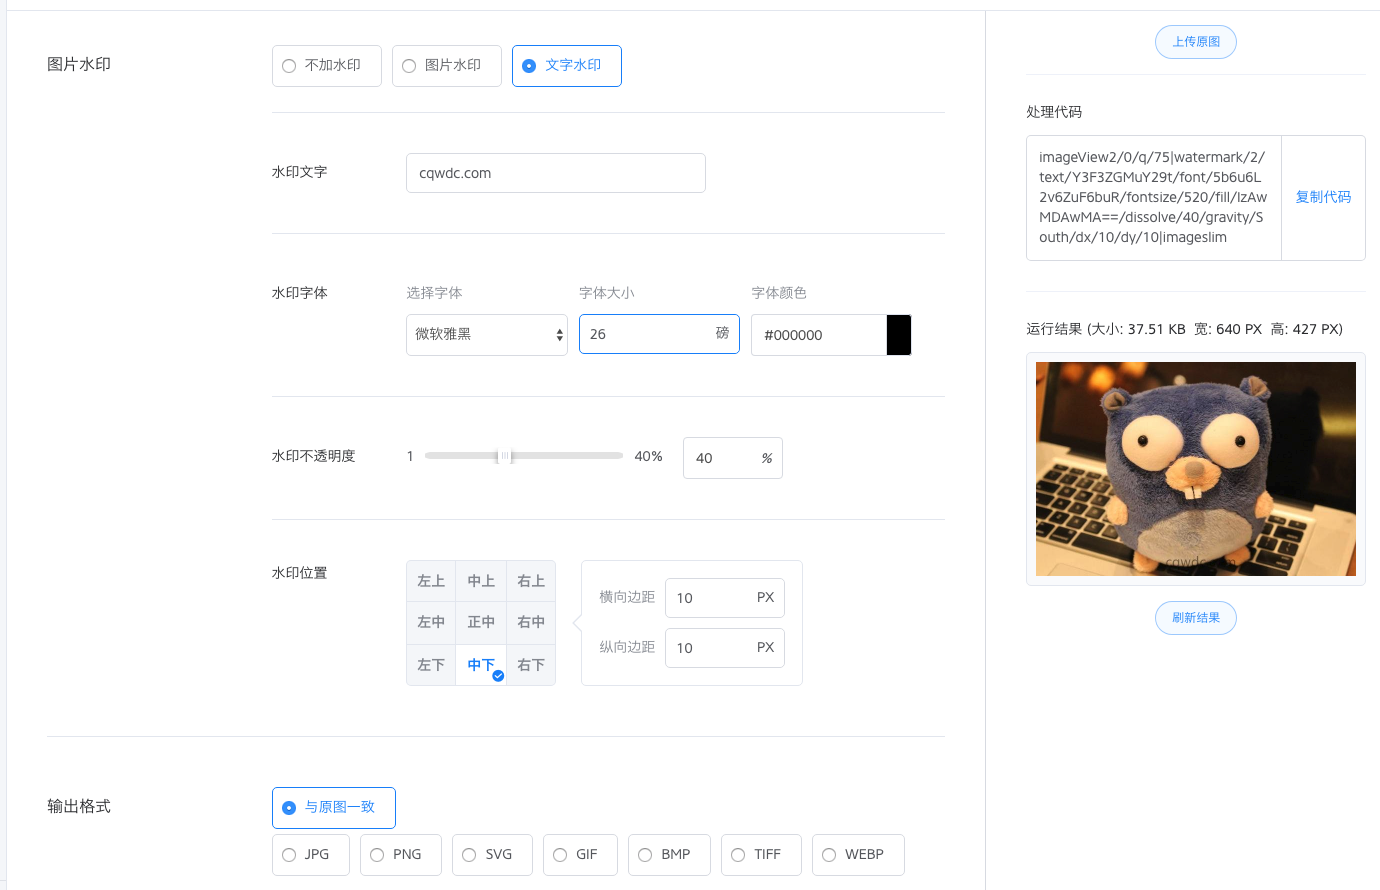 图片水印
不加水印
图片水印
文字水印
水印文字
cqwdc.com
水印字体
选择字体
字体大小
字体颜色
微软雅黑
26
磅
#000000
水印不透明度
1
40%
40
%
水印位置
左上
中上
右上
左中
正中
右中
左下
中下
右下
横向边距
10
PX
纵向边距
10
PX
输出格式
与原图一致
JPG
PNG
SVG
GIF
BMP
TIFF
WEBP
上传原图
处理代码
imageView2/0/q/75|watermark/2/
text/Y3F3ZGMuY29t/font/5b6u6L
2v6ZuF6buR/fontsize/520/fill/IzAw
MDAwMA==/dissolve/40/gravity/S
outh/dx/10/dy/10|imageslim
复制代码
运行结果 (大小: 37.51 KB 宽: 640 PX 高: 427 PX)
cqwdc.com
刷新结果